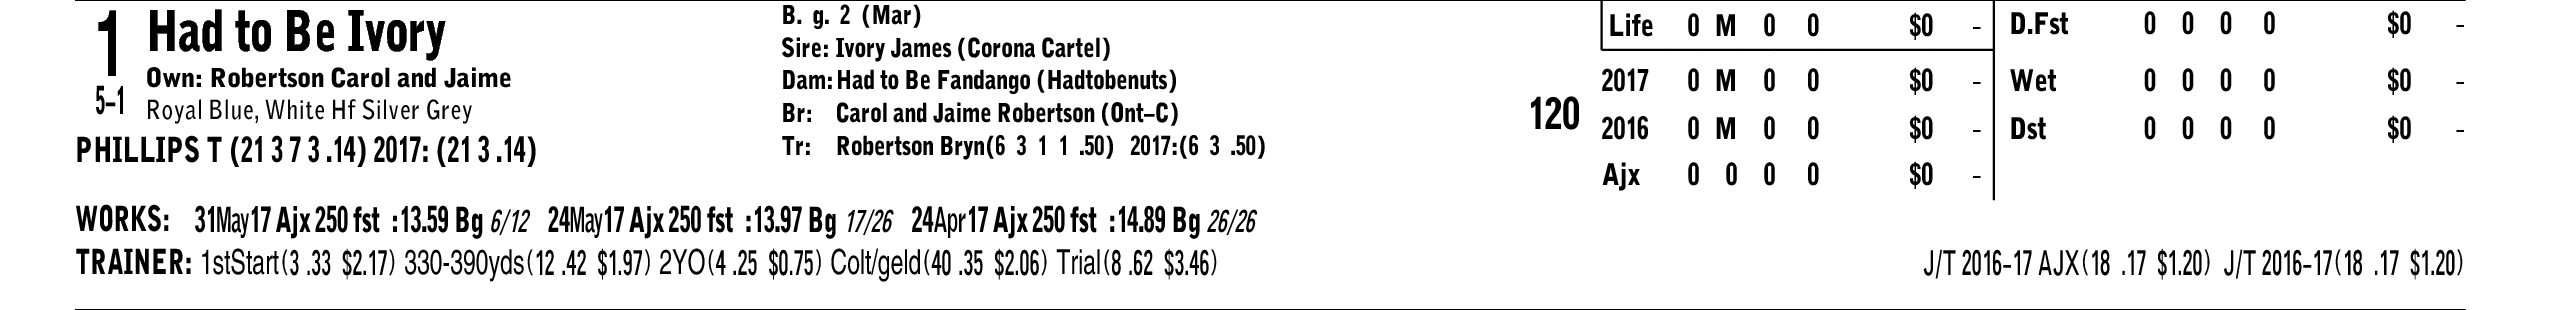 1 Had to Be Ivory
Own: Robertson Carol and Jaime
5–1 Royal Blue, White Hf Silver Grey
PHILLIPS T (21 3 7 3 .14) 2017: (21 3 .14)
B. g. 2 (Mar)
Sire: Ivory James (Corona Cartel)
Dam: Had to Be Fandango (Hadtobenuts)
Br: Carol and Jaime Robertson (Ont–C)
Tr: Robertson Bryn(6 3 1 1 .50) 2017:(6 3 .50)
120
Life 0 M 0 0 $0 -
2017 0 M 0 0 $0 -
2016 0 M 0 0 $0 -
Ajx 0 0 0 0 $0 -
D.Fst 0 0 0 0 $0 -
Wet 0 0 0 0 $0 -
Dst 0 0 0 0 $0 -
WORKS: 31May17 Ajx 250 fst :13.59 Bg 6/12 24May17 Ajx 250 fst :13.97 Bg 17/26 24Apr17 Ajx 250 fst :14.89 Bg 26/26
TRAINER: 1stStart(3 .33 $2.17) 330-390yds(12 .42 $1.97) 2YO(4 .25 $0.75) Colt/geld(40 .35 $2.06) Trial(8 .62 $3.46)
J/T 2016-17 AJX(18 .17 $1.20) J/T 2016-17(18 .17 $1.20)